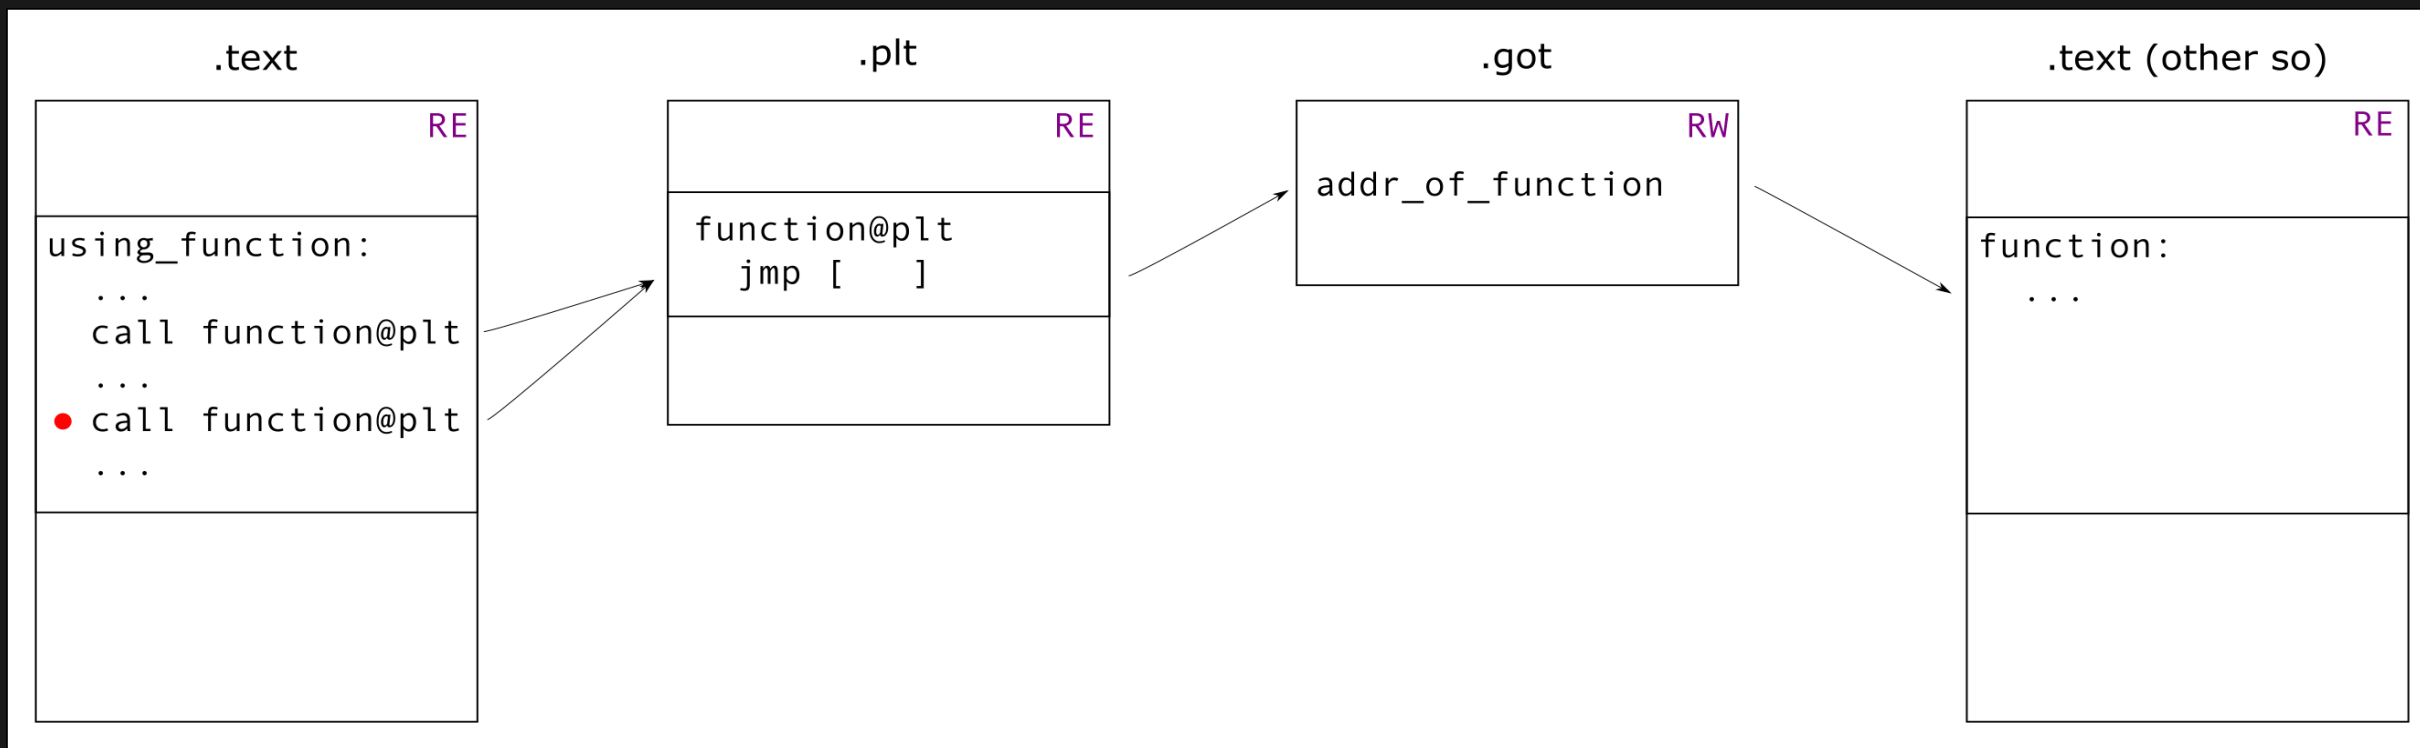 .text
RE
using_function:
...
call function@plt
...
call function@plt
...
.plt
RE
function@plt
jmp [   ]
.got
RW
addr_of_function
.text (other so)
RE
function:
...